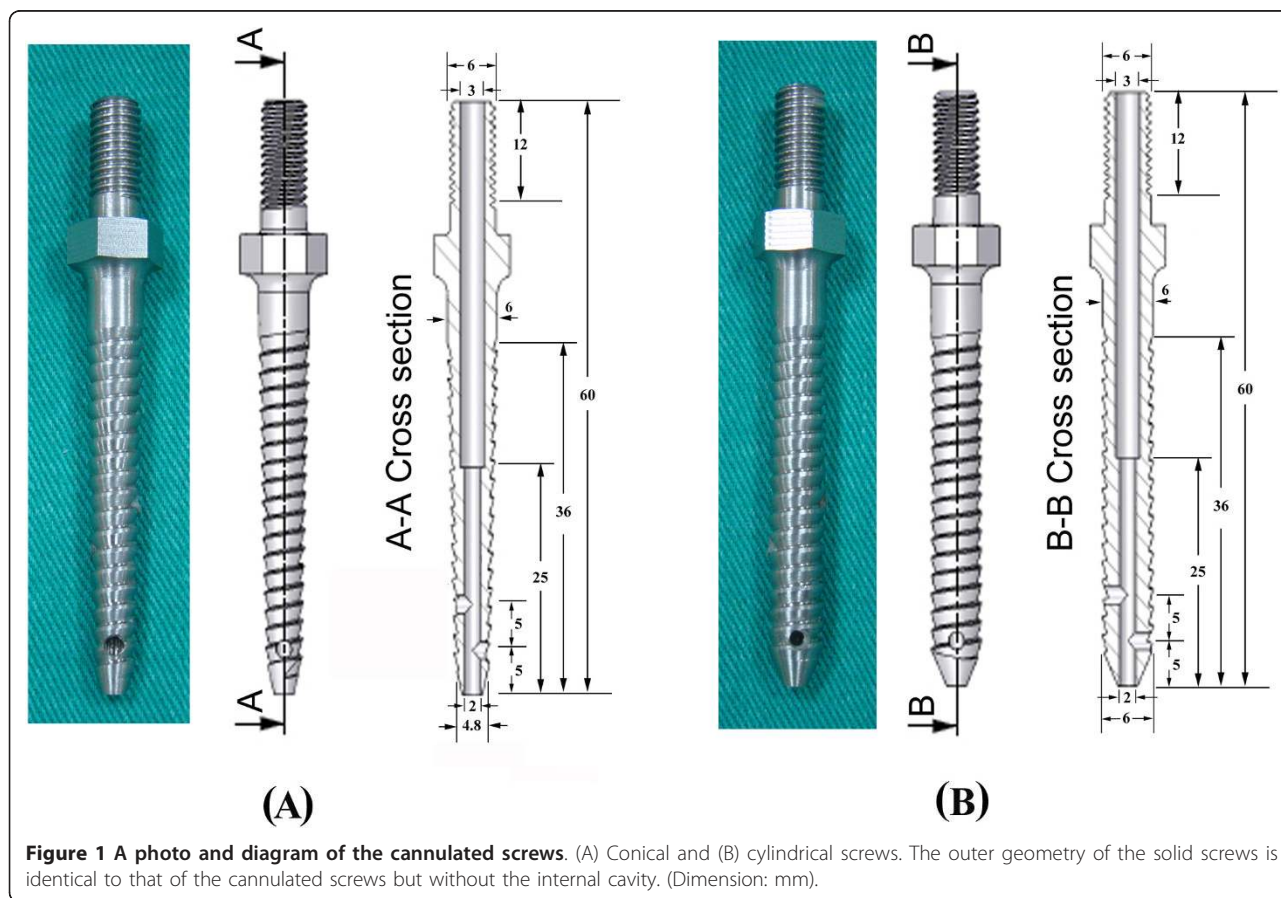 A
6
3
12
60
6
A-A Cross section
36
25
5
5
2
4.8
A
(A)
B
6
3
12
60
6
B-B Cross section
36
25
5
5
2
6
B
(B)
Figure 1 A photo and diagram of the cannulated screws. (A) Conical and (B) cylindrical screws. The outer geometry of the solid screws is
identical to that of the cannulated screws but without the internal cavity. (Dimension: mm).